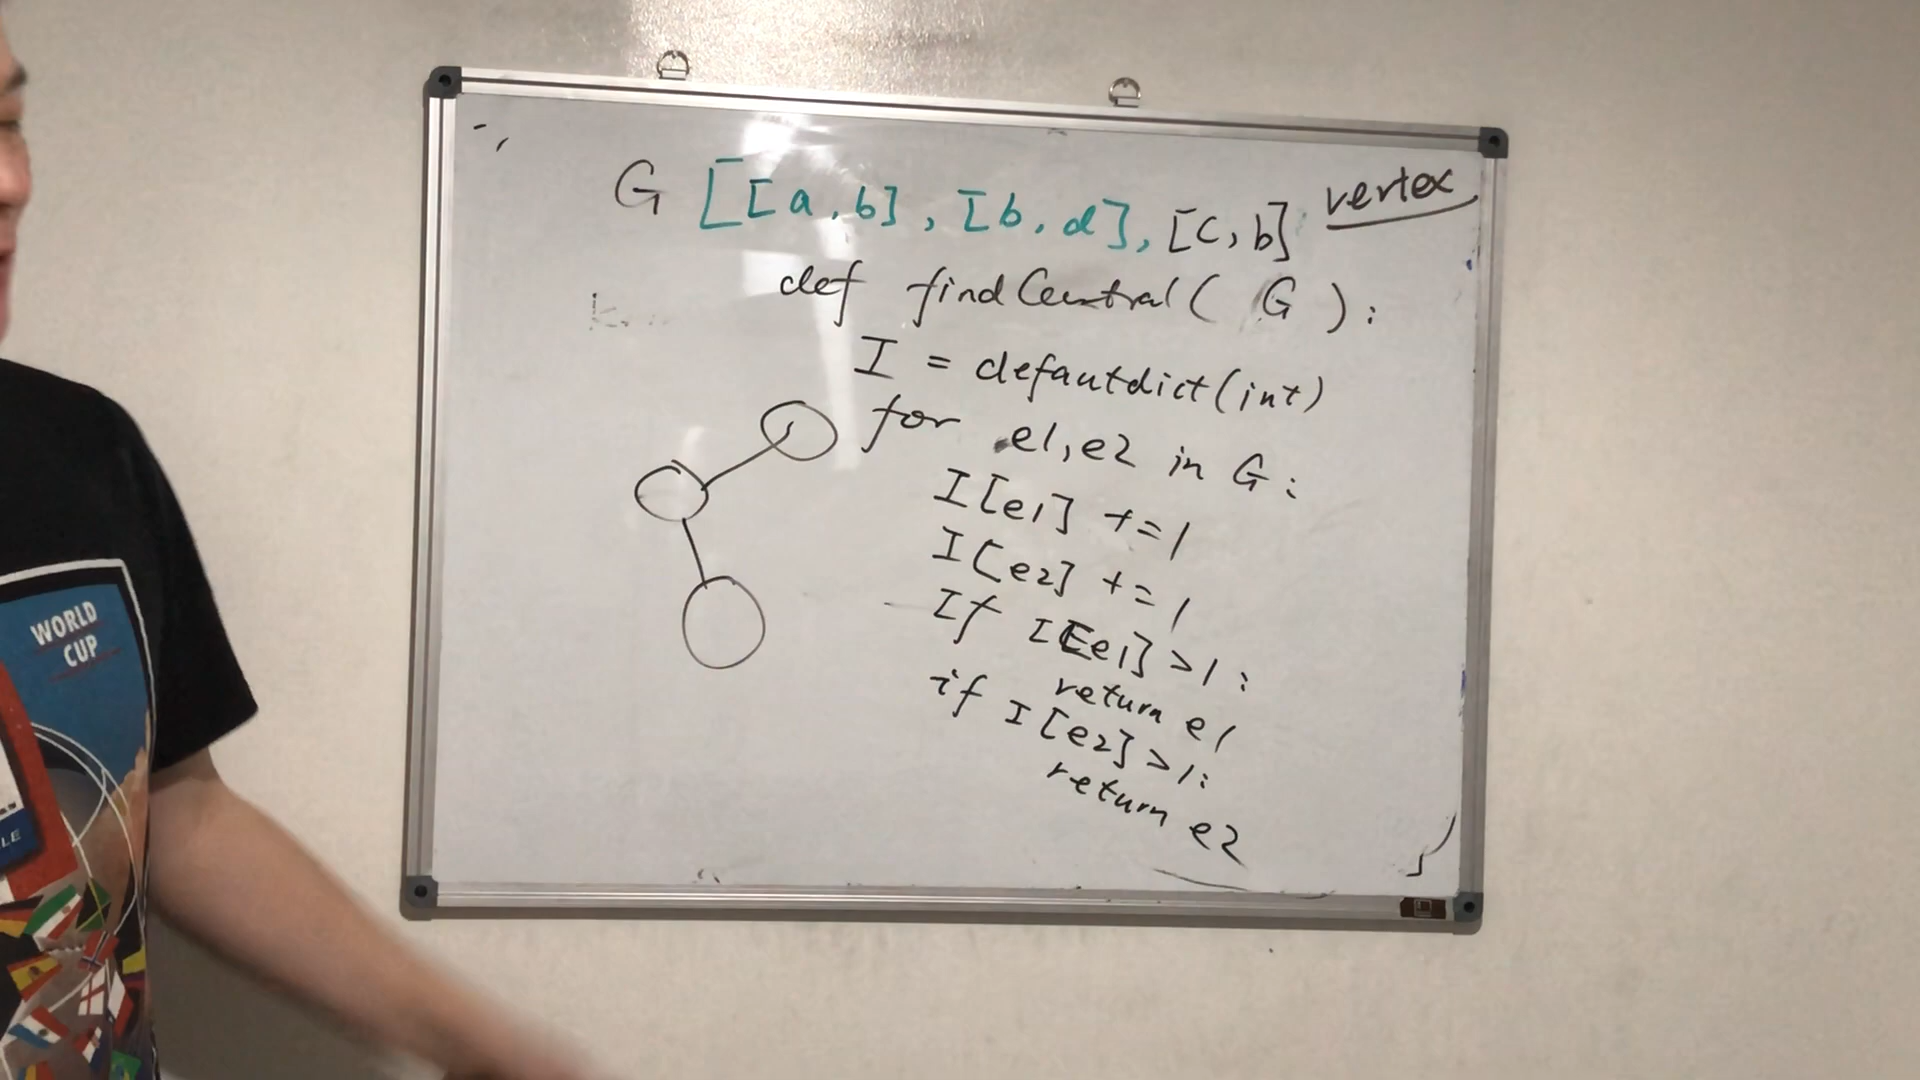 G [[a, b], [b, d], [c, b] vertex
def findCentral( G ):
I = defautdict(int)
for e1, e2 in G:
I[e1] += 1
I[e2] += 1
If I[e1] > 1:
return e1
if I[e2] > 1:
return e2
WORLD
CUP